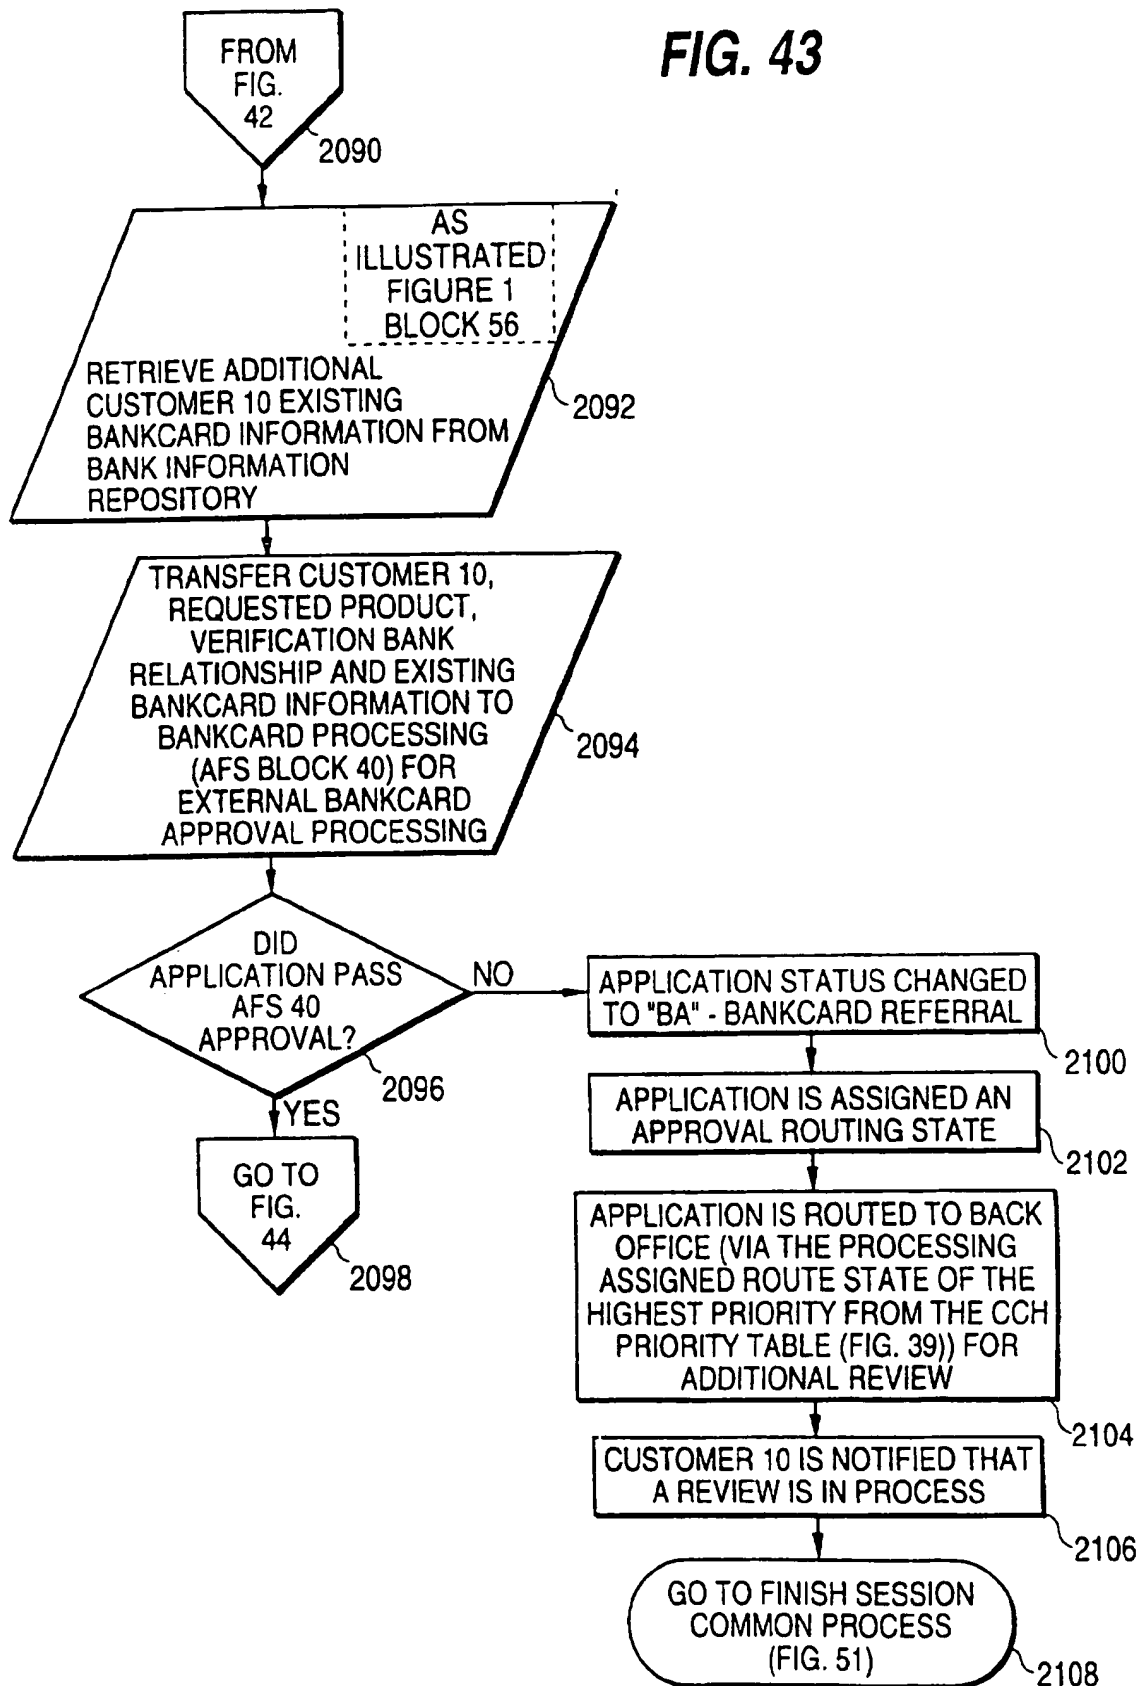 FIG. 43
FROM
FIG.
42
2090
AS
ILLUSTRATED
FIGURE 1
BLOCK 56
RETRIEVE ADDITIONAL
CUSTOMER 10 EXISTING
BANKCARD INFORMATION FROM
BANK INFORMATION
REPOSITORY
2092
TRANSFER CUSTOMER 10,
REQUESTED PRODUCT,
VERIFICATION BANK
RELATIONSHIP AND EXISTING
BANKCARD INFORMATION TO
BANKCARD PROCESSING
(AFS BLOCK 40) FOR
EXTERNAL BANKCARD
APPROVAL PROCESSING
2094
DID
APPLICATION PASS
AFS 40
APPROVAL?
2096
YES
GO TO
FIG.
44
2098
NO
APPLICATION STATUS CHANGED
TO "BA" - BANKCARD REFERRAL
2100
APPLICATION IS ASSIGNED AN
APPROVAL ROUTING STATE
2102
APPLICATION IS ROUTED TO BACK
OFFICE (VIA THE PROCESSING
ASSIGNED ROUTE STATE OF THE
HIGHEST PRIORITY FROM THE CCH
PRIORITY TABLE (FIG. 39)) FOR
ADDITIONAL REVIEW
2104
CUSTOMER 10 IS NOTIFIED THAT
A REVIEW IS IN PROCESS
2106
GO TO FINISH SESSION
COMMON PROCESS
(FIG. 51)
2108